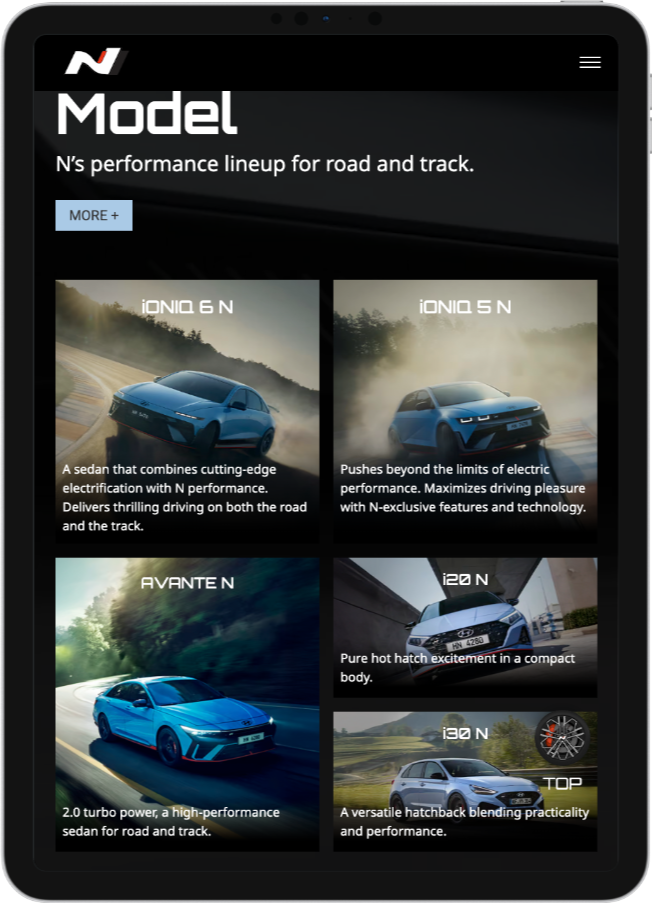 Model
N’s performance lineup for road and track.
MORE +
iONIQ 6 N
A sedan that combines cutting-edge
electrification with N performance.
Delivers thrilling driving on both the road
and the track.
iONIQ 5 N
Pushes beyond the limits of electric
performance. Maximizes driving pleasure
with N-exclusive features and technology.
AVANTE N
2.0 turbo power, a high-performance
sedan for road and track.
i20 N
HN 4280
Pure hot hatch excitement in a compact
body.
i30 N
TOP
A versatile hatchback blending practicality
and performance.